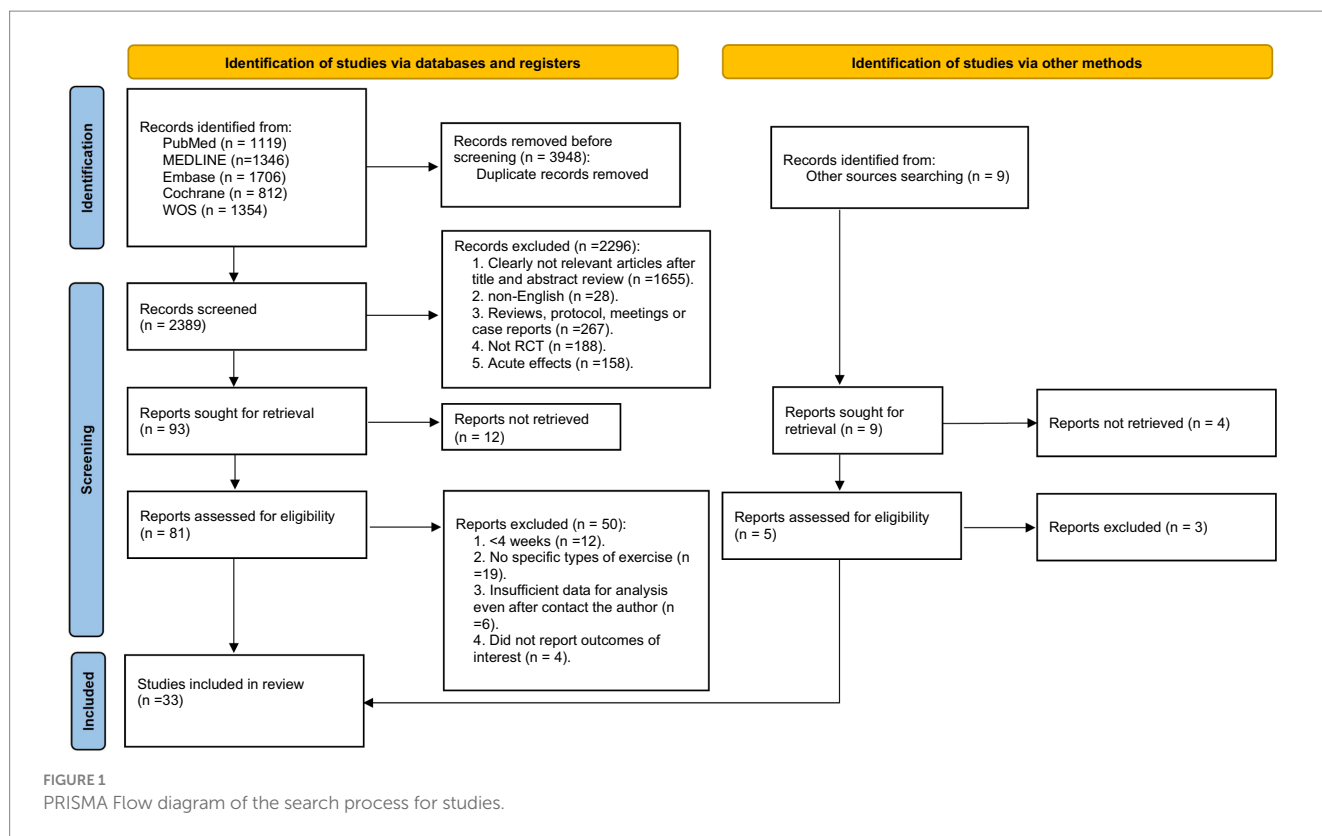 Identification of studies via databases and registers
Identification of studies via other methods
Identification
Records identified from:
PubMed (n = 1119)
MEDLINE (n=1346)
Embase (n = 1706)
Cochrane (n = 812)
WOS (n = 1354)
Records removed before
screening (n = 3948):
Duplicate records removed
Records identified from:
Other sources searching (n = 9)
Screening
Records screened
(n = 2389)
Records excluded (n =2296):
1. Clearly not relevant articles after
title and abstract review (n =1655).
2. non-English (n =28).
3. Reviews, protocol, meetings or
case reports (n =267).
4. Not RCT (n =188).
5. Acute effects (n =158).
Reports sought for retrieval
(n = 93)
Reports not retrieved
(n = 12)
Reports sought for
retrieval (n = 9)
Reports not retrieved (n = 4)
Reports assessed for eligibility
(n = 81)
Reports excluded (n = 50):
1. <4 weeks (n =12).
2. No specific types of exercise (n
=19).
3. Insufficient data for analysis
even after contact the author (n
=6).
4. Did not report outcomes of
interest (n = 4).
Reports assessed for eligibility
(n = 5)
Reports excluded (n = 3)
Included
Studies included in review
(n =33)
FIGURE 1
PRISMA Flow diagram of the search process for studies.